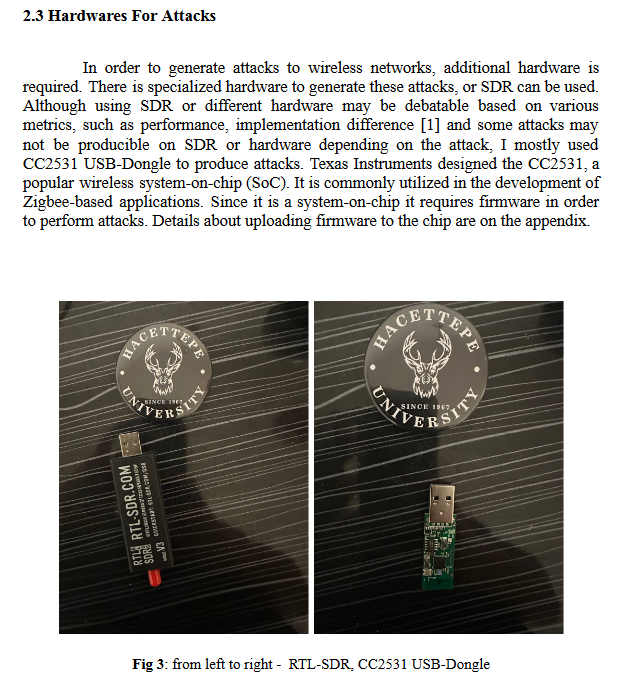 2.3 Hardwares For Attacks
In order to generate attacks to wireless networks, additional hardware is
required. There is specialized hardware to generate these attacks, or SDR can be used.
Although using SDR or different hardware may be debatable based on various
metrics, such as performance, implementation difference [1] and some attacks may
not be producible on SDR or hardware depending on the attack, I mostly used
CC2531 USB-Dongle to produce attacks. Texas Instruments designed the CC2531, a
popular wireless system-on-chip (SoC). It is commonly utilized in the development of
Zigbee-based applications. Since it is a system-on-chip it requires firmware in order
to perform attacks. Details about uploading firmware to the chip are on the appendix.
HACETTEPE
SINCE 1967
UNIVERSITY
RTL-SDR.COM
RTL
SDR
V3
HACETTEPE
SINCE 1967
UNIVERSITY
Fig 3: from left to right - RTL-SDR, CC2531 USB-Dongle